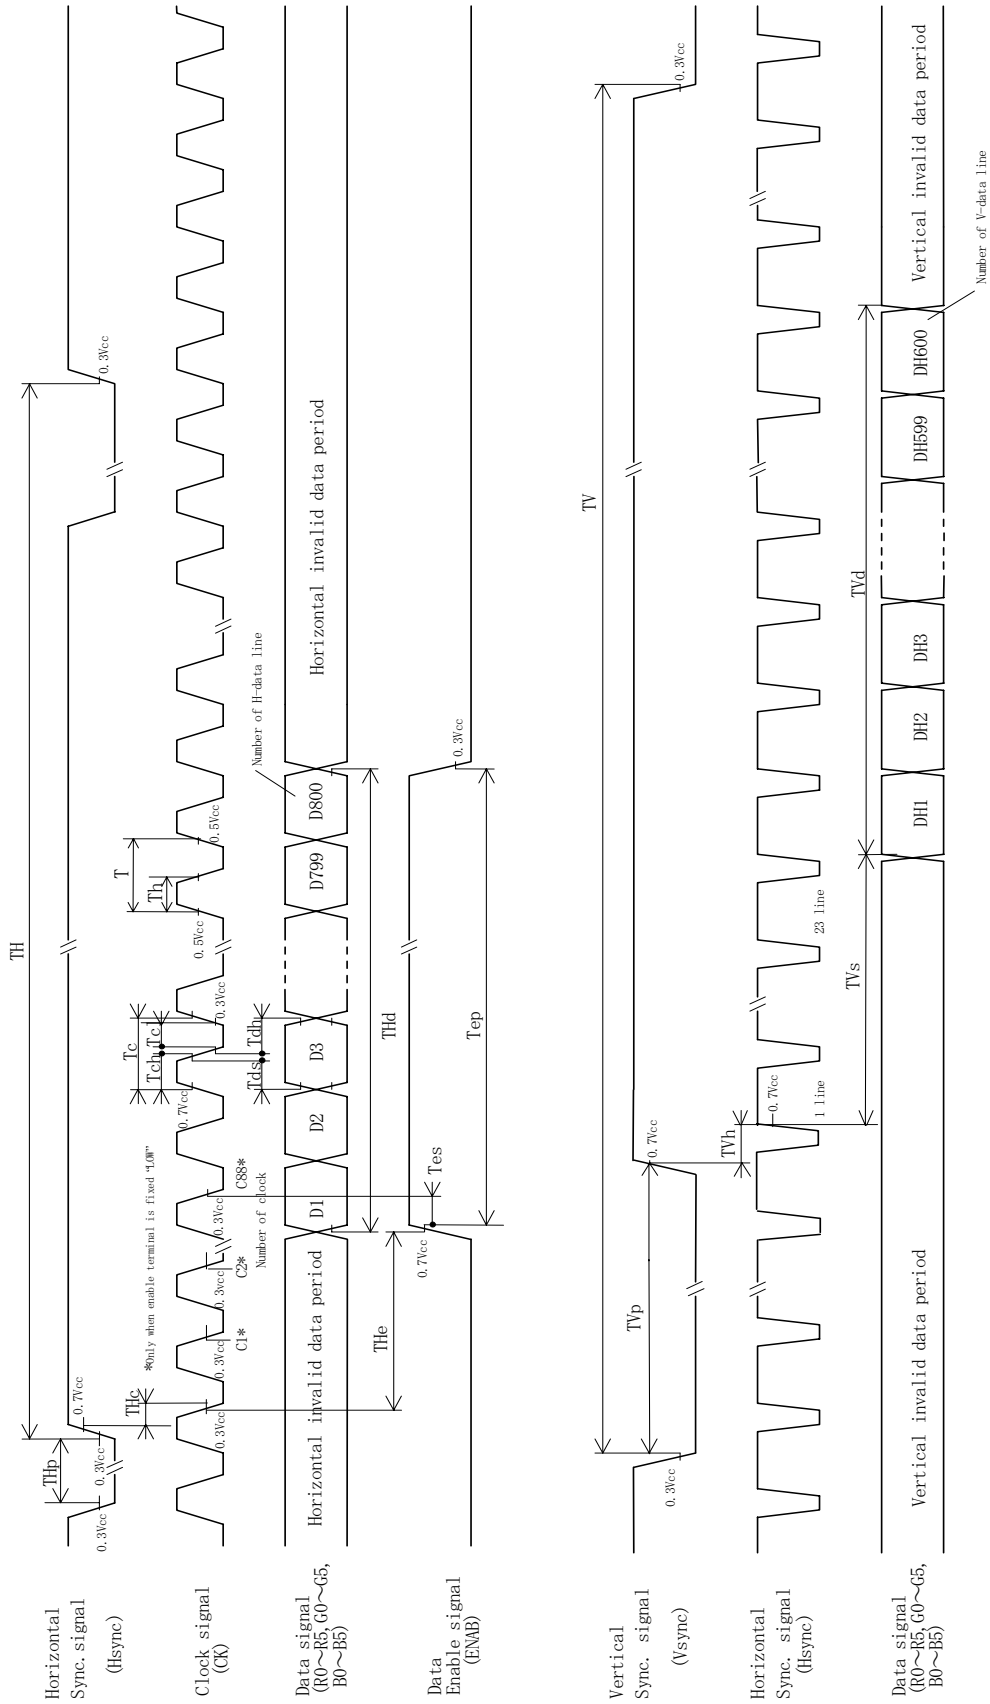 Horizontal
Sync. signal
(Hsync)
THp
0.3Vcc
0.3Vcc
0.7Vcc
TH
0.3Vcc
Clock signal
(CK)
THc
*Only when enable terminal is fixed "LOW"
0.3Vcc
0.3Vcc
C1*
0.3vcc
C2*
0.3Vcc
C88*
Number of clock
0.7Vcc
Tc
Tch
Tcl
0.3Vcc
0.5Vcc
T
Th
0.5Vcc
Data signal
(R0~R5, G0~G5,
B0~B5)
Horizontal invalid data period
D1
D2
D3
Tds
Tdh
D799
D800
Number of H-data line
Horizontal invalid data period
THd
Data
Enable signal
(ENAB)
THe
0.7Vcc
Tes
Tep
0.3Vcc
Vertical
Sync. signal
(Vsync)
TV
0.3Vcc
TVp
0.7Vcc
0.3Vcc
Horizontal
Sync. signal
(Hsync)
TVh
0.7Vcc
1 line
23 line
TVs
TVd
Data signal
(R0~R5, G0~G5,
B0~B5)
Vertical invalid data period
DH1
DH2
DH3
DH599
DH600
Vertical invalid data period
Number of V-data line